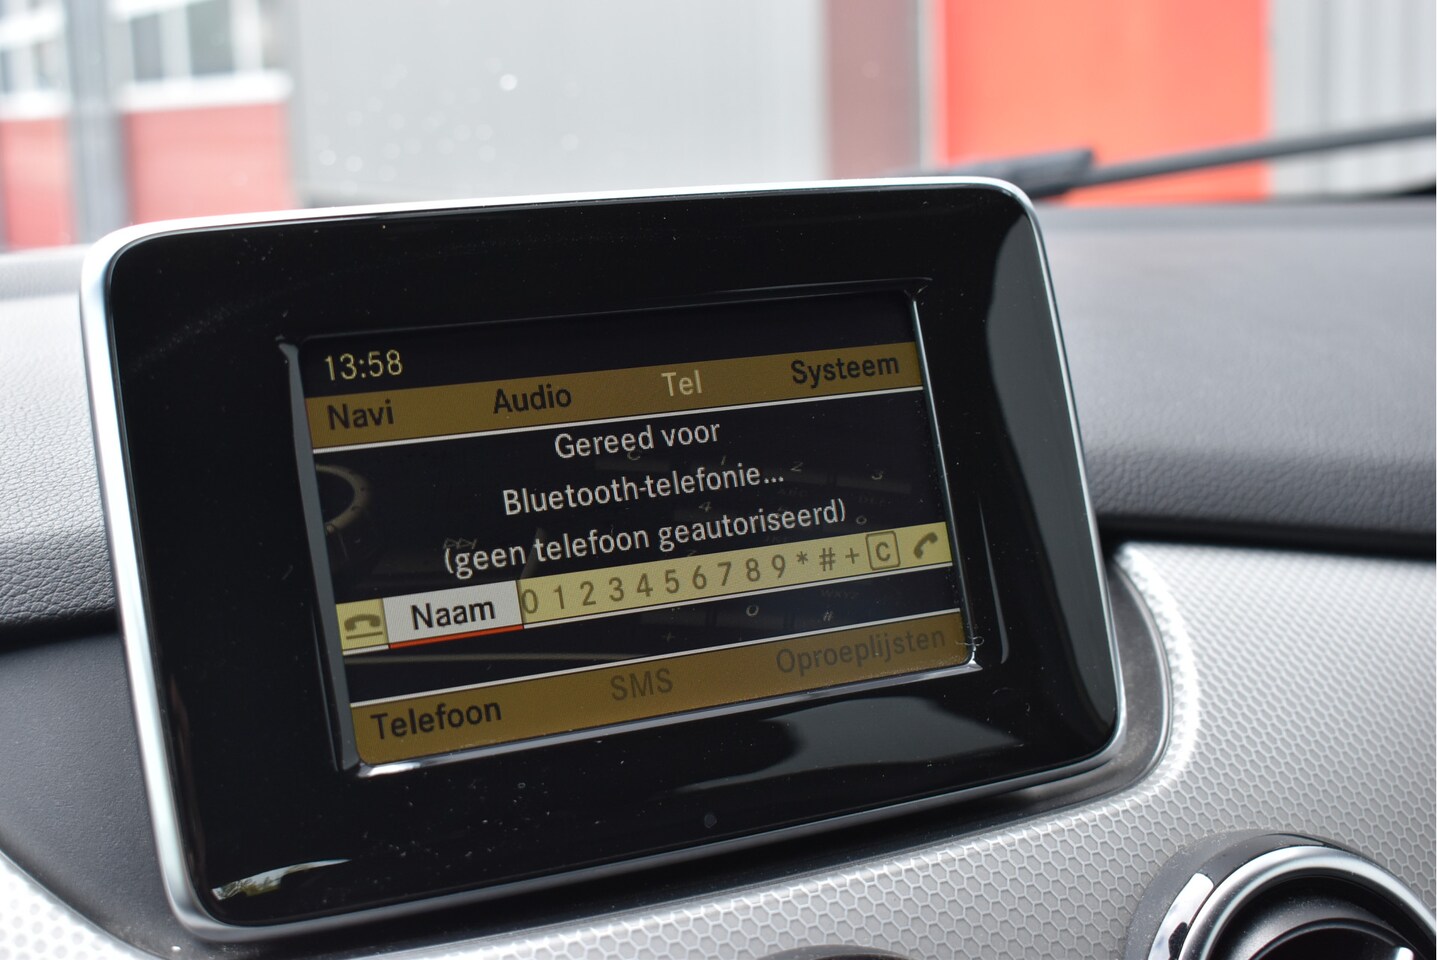 13:58
Navi Audio Tel Systeem
Gereed voor
Bluetooth-telefonie...
(geen telefoon geautoriseerd)
Naam 0 1 2 3 4 5 6 7 8 9 * # + C
Telefoon SMS Oproeplijsten